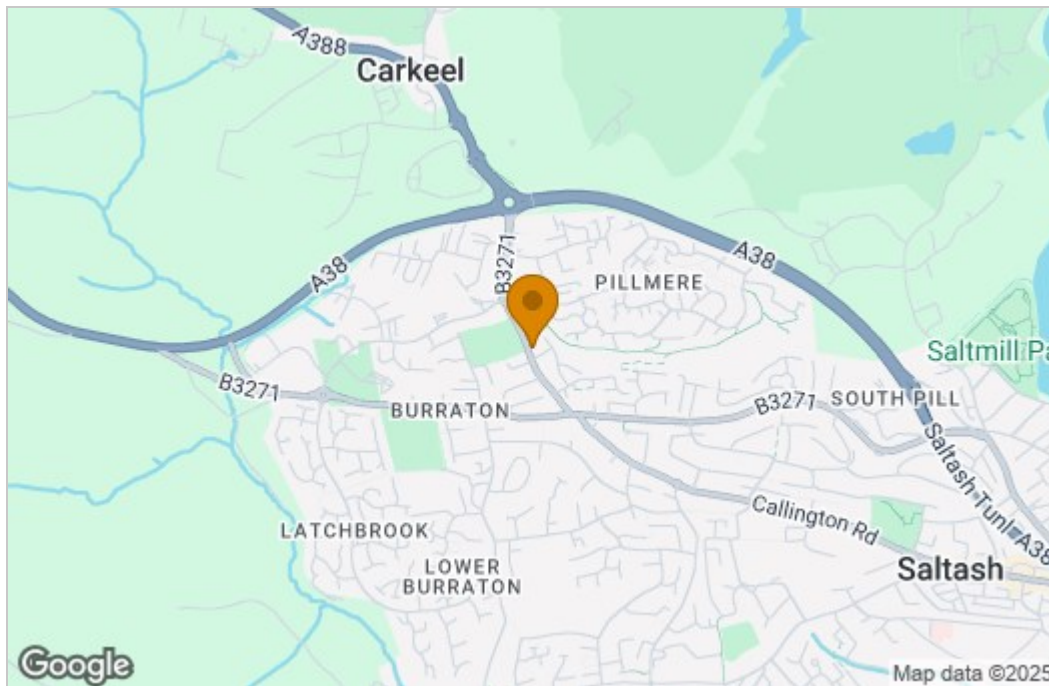 A388
Carkeel
B3271
A38
A38
PILLMERE
Saltmill Pa
B3271
BURRATON
B3271
SOUTH PILL
Saltash Tunl
A38
Callington Rd
LATCHBROOK
LOWER
BURRATON
Saltash
Google
Map data ©2025